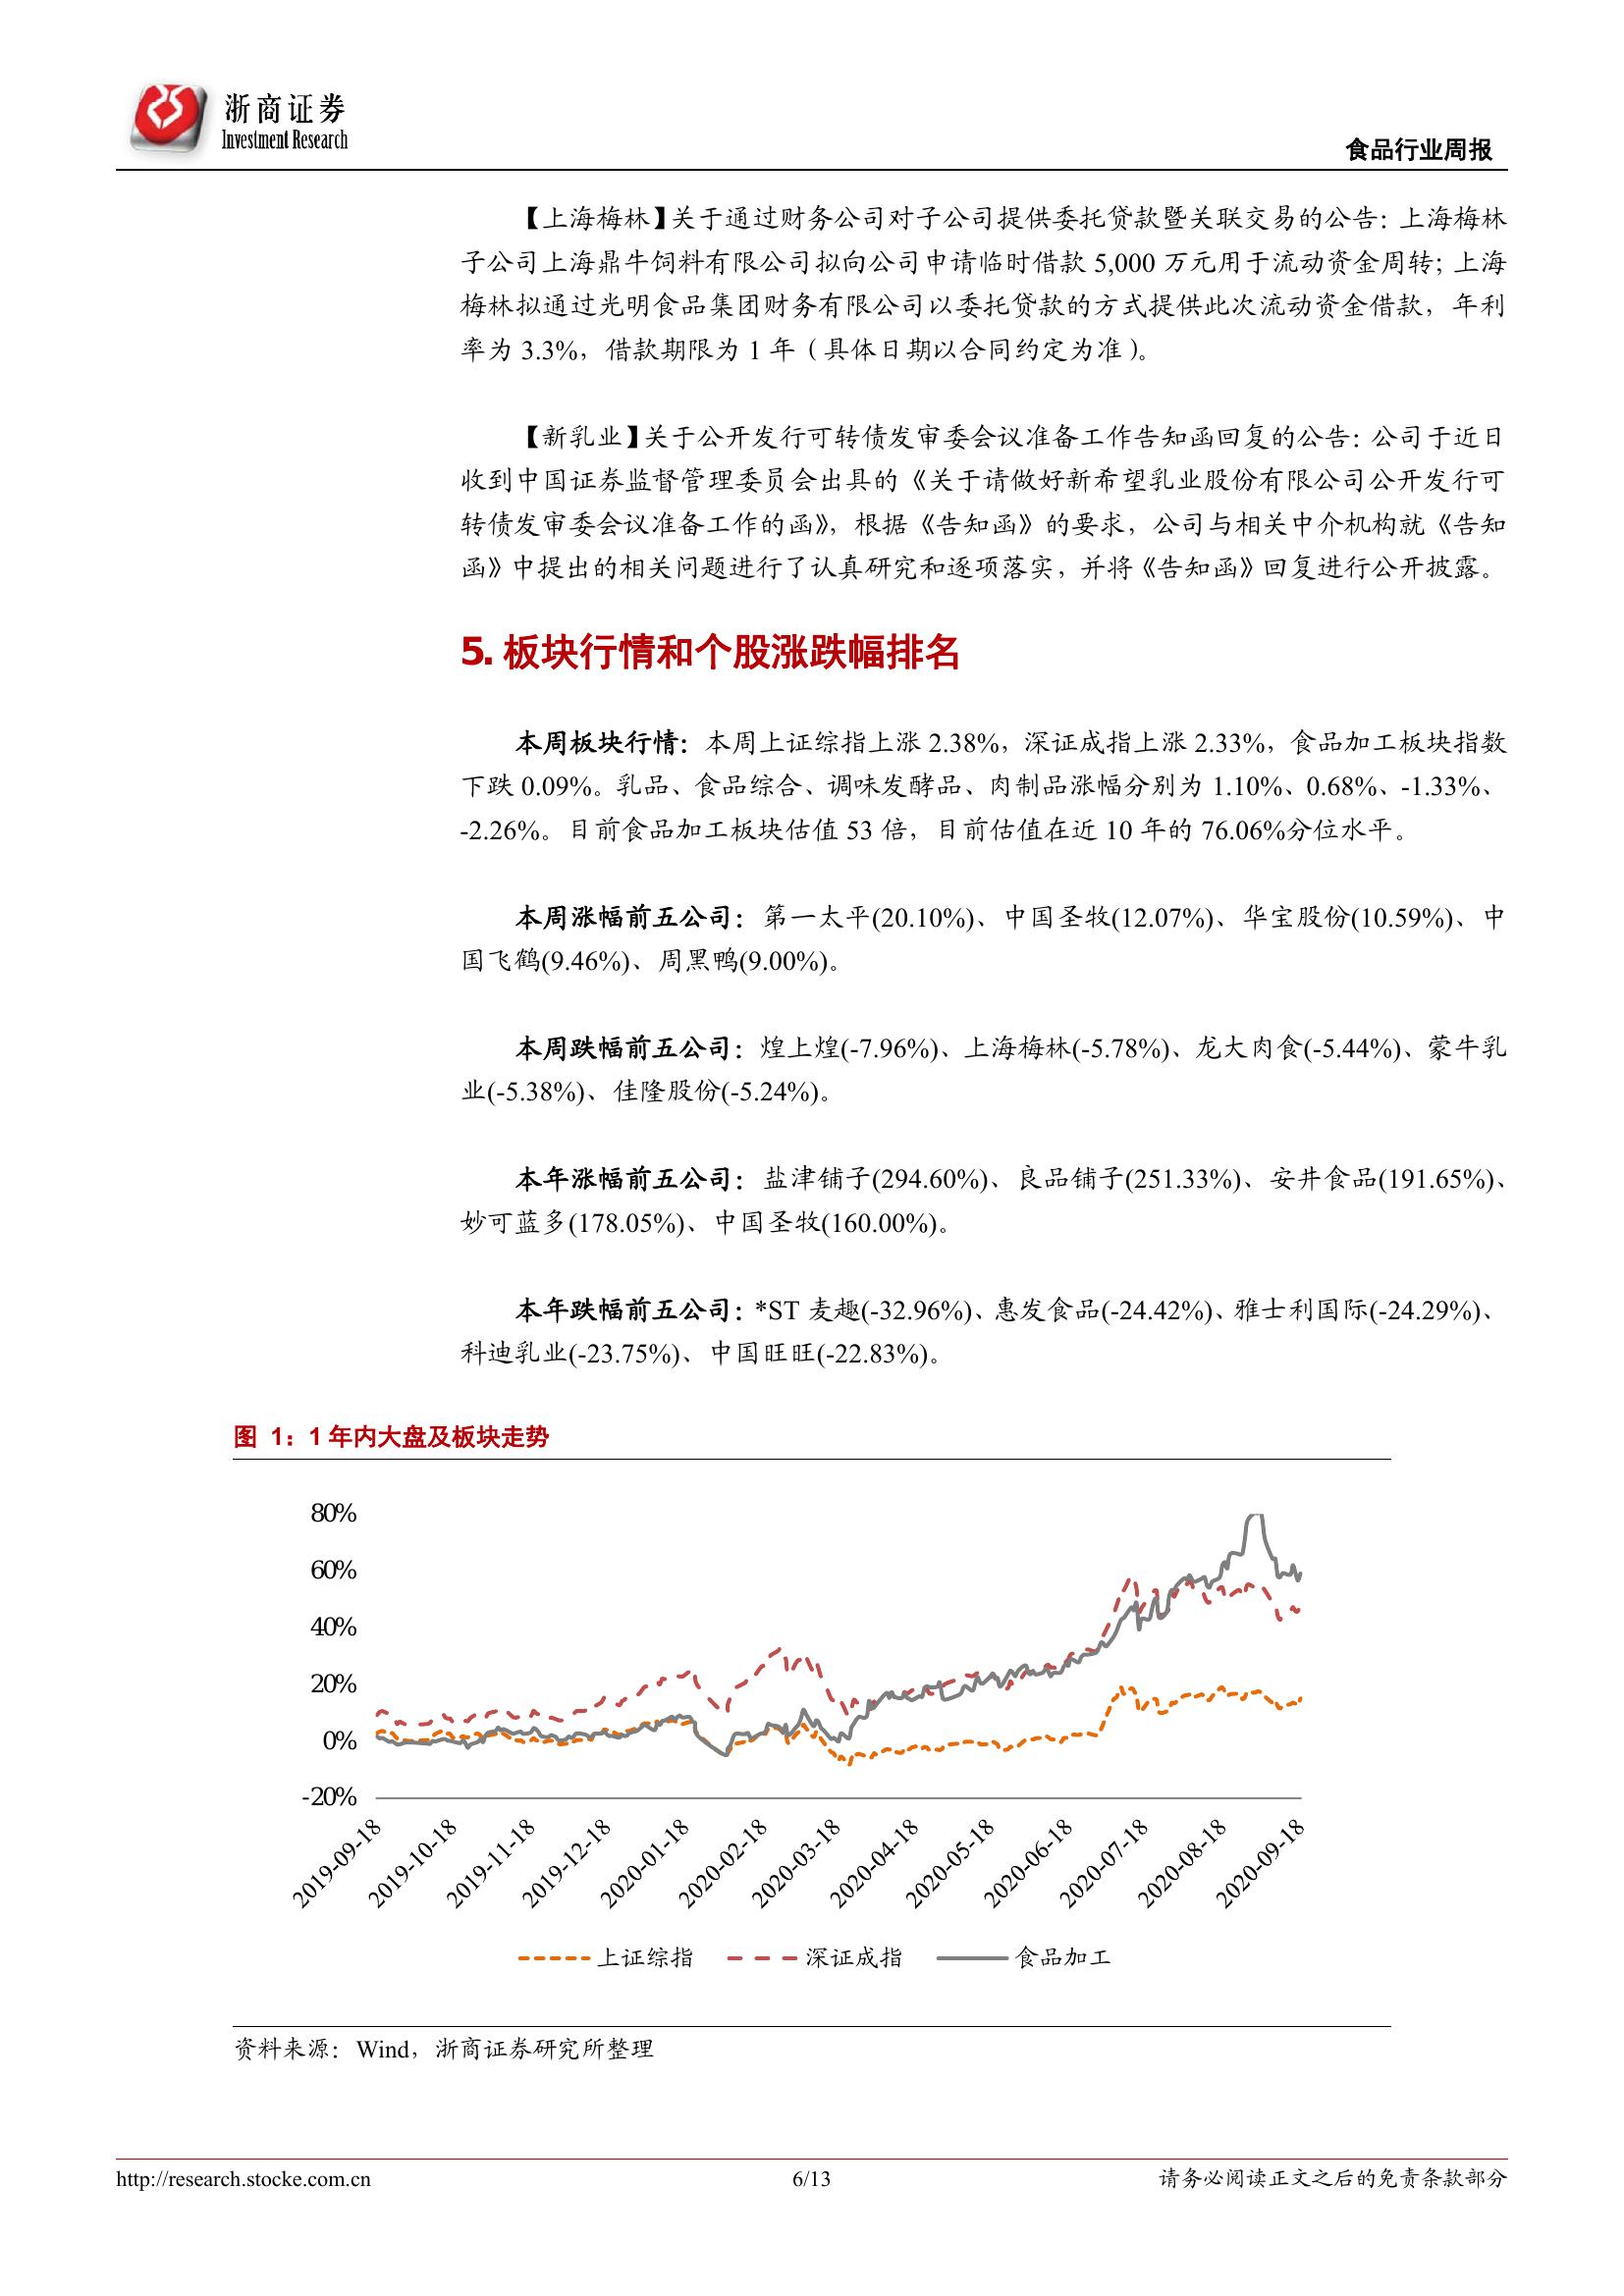 浙商证券
Investment Research
食品行业周报
【上海梅林】关于通过财务公司对子公司提供委托贷款暨关联交易的公告：上海梅林
子公司上海鼎牛饲料有限公司拟向公司申请临时借款 5,000 万元用于流动资金周转；上海
梅林拟通过光明食品集团财务有限公司以委托贷款的方式提供此次流动资金借款，年利
率为 3.3%，借款期限为 1 年（具体日期以合同约定为准）。
【新乳业】关于公开发行可转债发审委会议准备工作告知函回复的公告：公司于近日
收到中国证券监督管理委员会出具的《关于请做好新希望乳业股份有限公司公开发行可
转债发审委会议准备工作的函》，根据《告知函》的要求，公司与相关中介机构就《告知
函》中提出的相关问题进行了认真研究和逐项落实，并将《告知函》回复进行公开披露。
5. 板块行情和个股涨跌幅排名
本周板块行情：本周上证综指上涨 2.38%，深证成指上涨 2.33%，食品加工板块指数
下跌 0.09%。乳品、食品综合、调味发酵品、肉制品涨幅分别为 1.10%、0.68%、-1.33%、
-2.26%。目前食品加工板块估值 53 倍，目前估值在近 10 年的 76.06%分位水平。
本周涨幅前五公司：第一太平(20.10%)、中国圣牧(12.07%)、华宝股份(10.59%)、中
国飞鹤(9.46%)、周黑鸭(9.00%)。
本周跌幅前五公司：煌上煌(-7.96%)、上海梅林(-5.78%)、龙大肉食(-5.44%)、蒙牛乳
业(-5.38%)、佳隆股份(-5.24%)。
本年涨幅前五公司：盐津铺子(294.60%)、良品铺子(251.33%)、安井食品(191.65%)、
妙可蓝多(178.05%)、中国圣牧(160.00%)。
本年跌幅前五公司：*ST 麦趣(-32.96%)、惠发食品(-24.42%)、雅士利国际(-24.29%)、
科迪乳业(-23.75%)、中国旺旺(-22.83%)。
图 1：1 年内大盘及板块走势
80%
60%
40%
20%
0%
-20%
2019-09-18
2019-10-18
2019-11-18
2019-12-18
2020-01-18
2020-02-18
2020-03-18
2020-04-18
2020-05-18
2020-06-18
2020-07-18
2020-08-18
2020-09-18
上证综指
深证成指
食品加工
资料来源：Wind，浙商证券研究所整理
http://research.stocke.com.cn
6/13
请务必阅读正文之后的免责条款部分